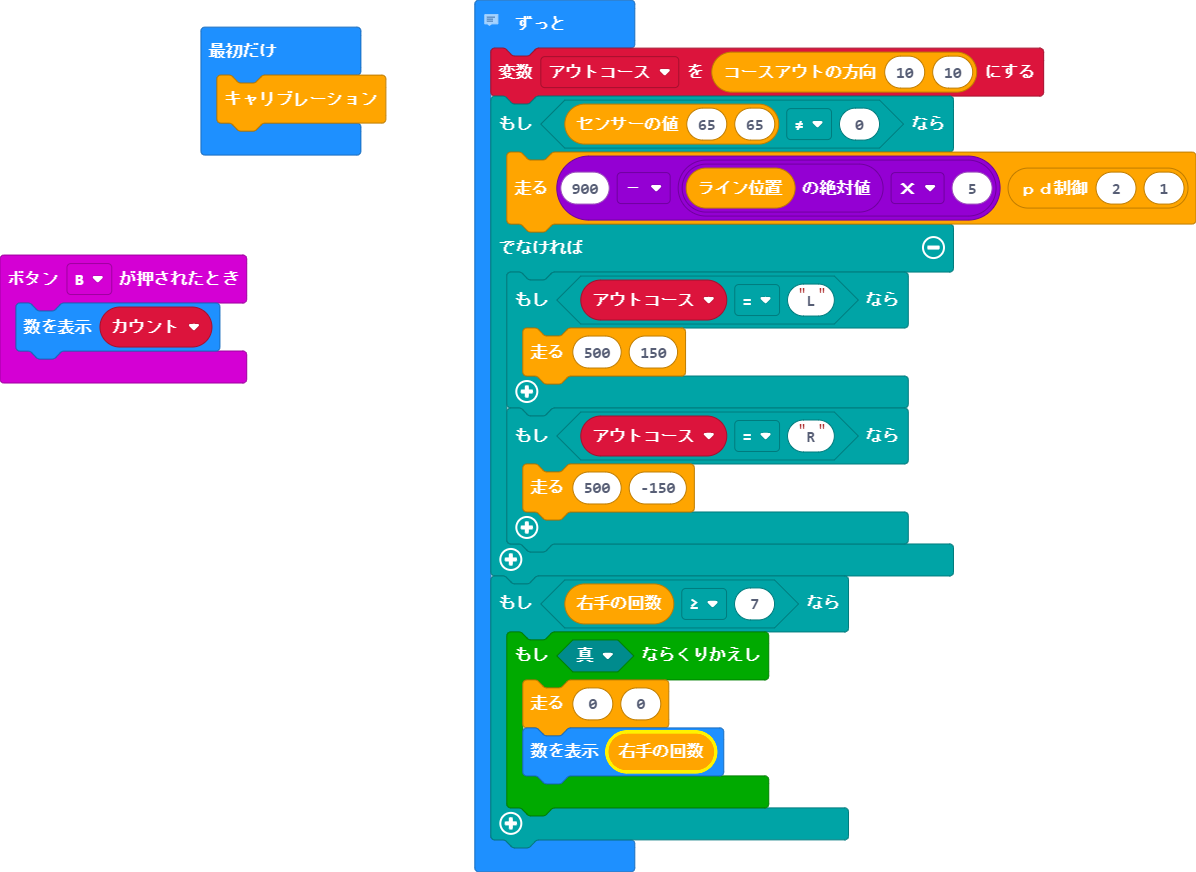 最初だけ
キャリブレーション
ボタン B が押されたとき
数を表示 カウント
ずっと
変数 アウトコース を コースアウトの方向 10 10 にする
もし センサーの値 65 65 ≠ 0 なら
走る 900 - ライン位置 の絶対値 × 5 ｐｄ制御 2 1
でなければ
もし アウトコース = "L" なら
走る 500 150
もし アウトコース = "R" なら
走る 500 -150
もし 右手の回数 ≥ 7 なら
もし 真 ならくりかえし
走る 0 0
数を表示 右手の回数